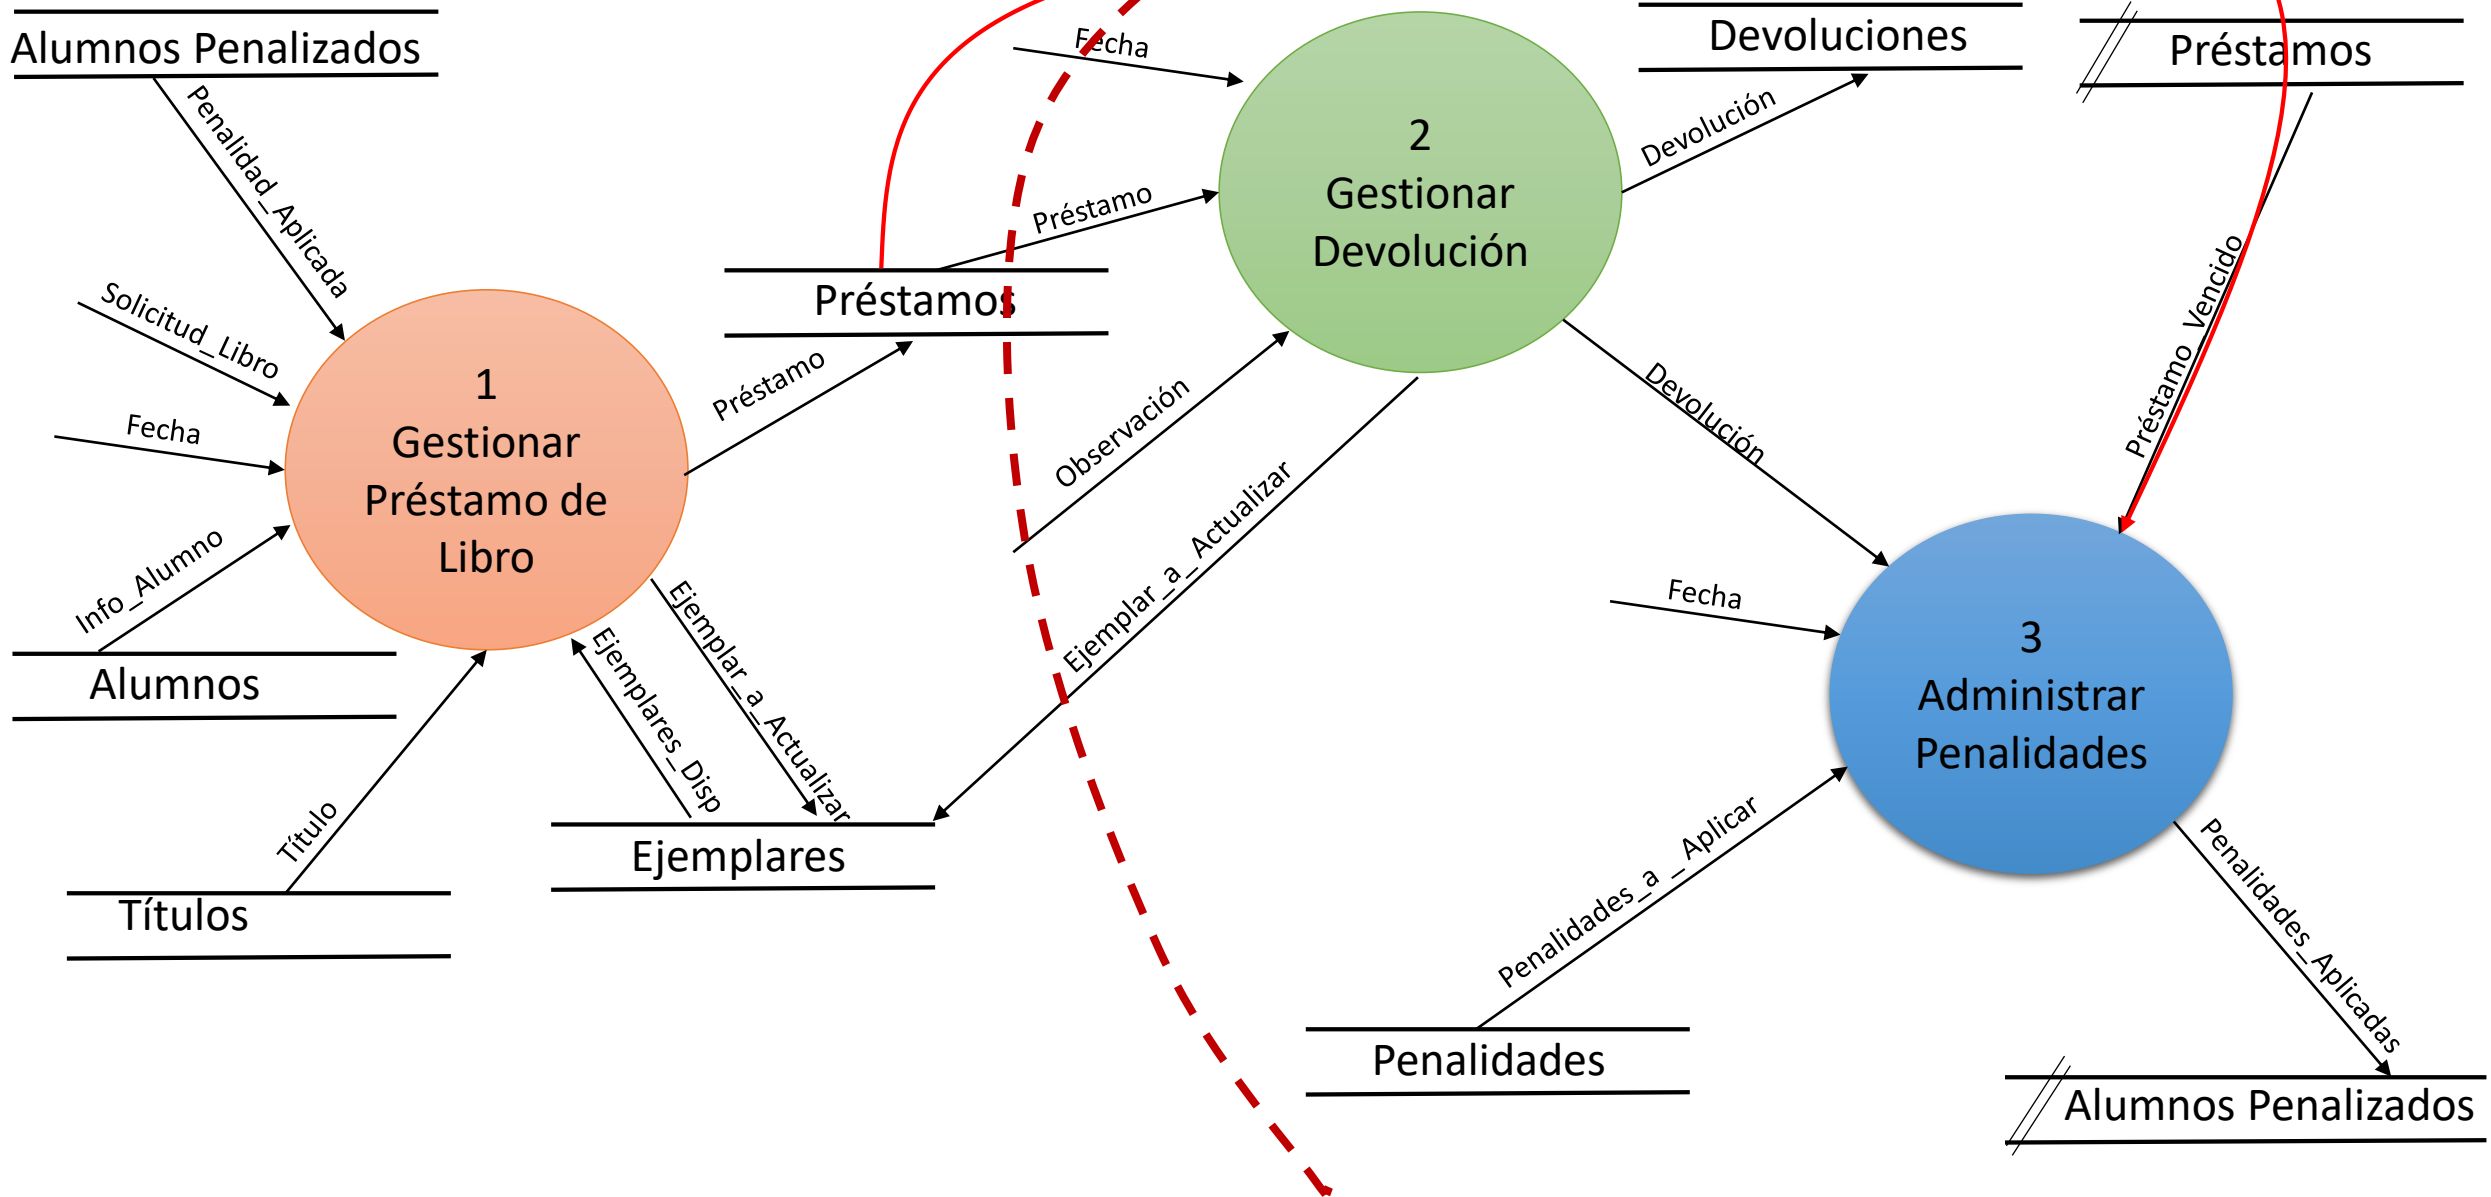 Alumnos Penalizados
Penalidad_Aplicada
Solicitud_Libro
Fecha
Info_Alumno
Alumnos
Título
Títulos
1
Gestionar
Préstamo de
Libro
Préstamo
Préstamos
Ejemplar_a_Actualizar
Ejemplares_Disp
Ejemplares
Fecha
Préstamo
Observación
Ejemplar_a_Actualizar
2
Gestionar
Devolución
Devolución
Devoluciones
Devolución
Préstamos
Préstamo_Vencido
Fecha
3
Administrar
Penalidades
Penalidades_a_Aplicar
Penalidades
Penalidades_Aplicadas
Alumnos Penalizados